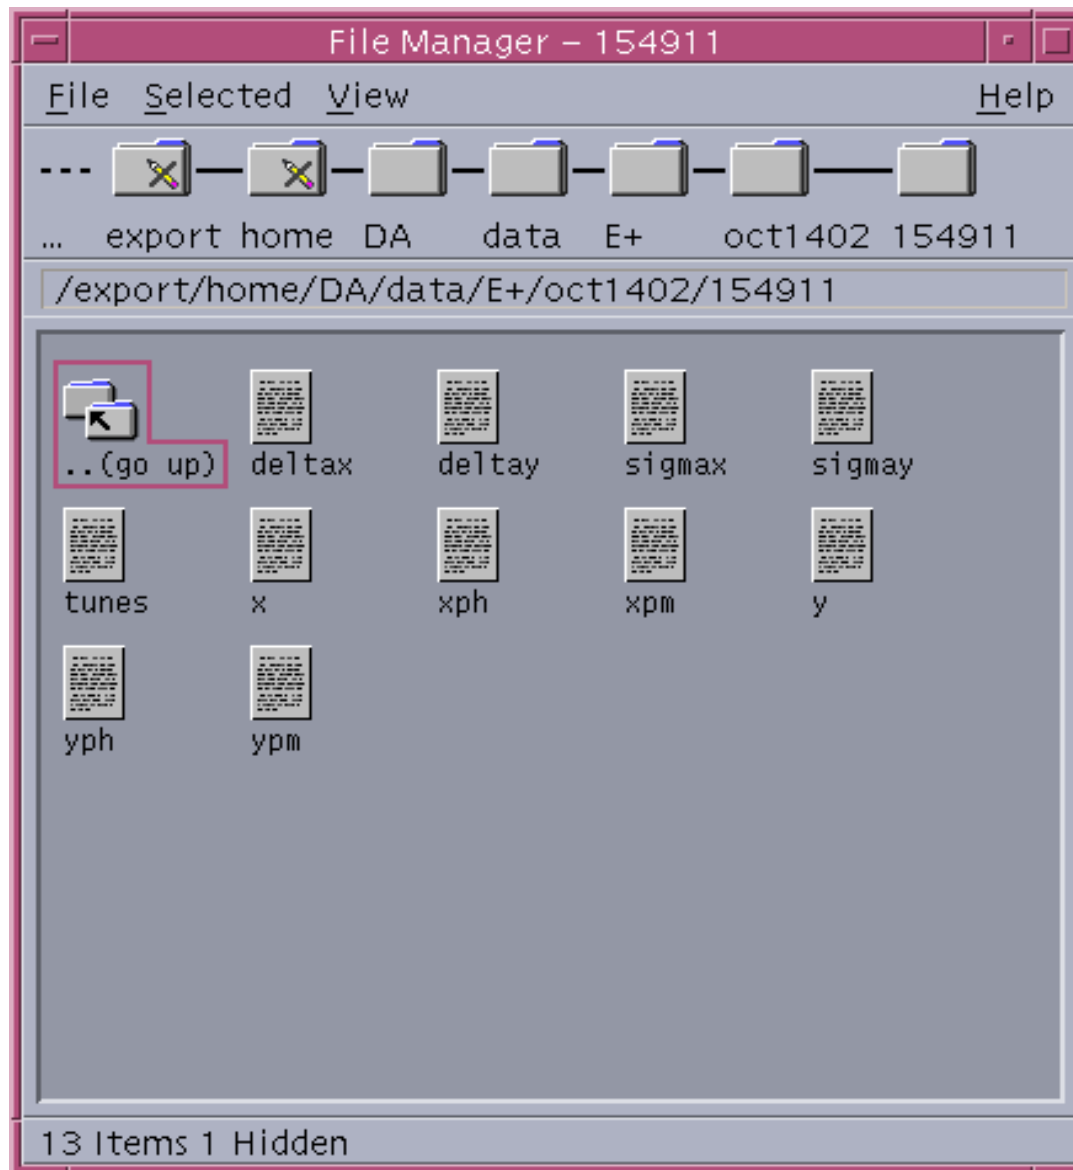 File Manager – 154911
File Selected View Help
... export home DA data E+ oct1402 154911
/export/home/DA/data/E+/oct1402/154911
..(go up) deltax deltay sigmax sigmay
tunes x xph xpm y
yph ypm
13 Items 1 Hidden